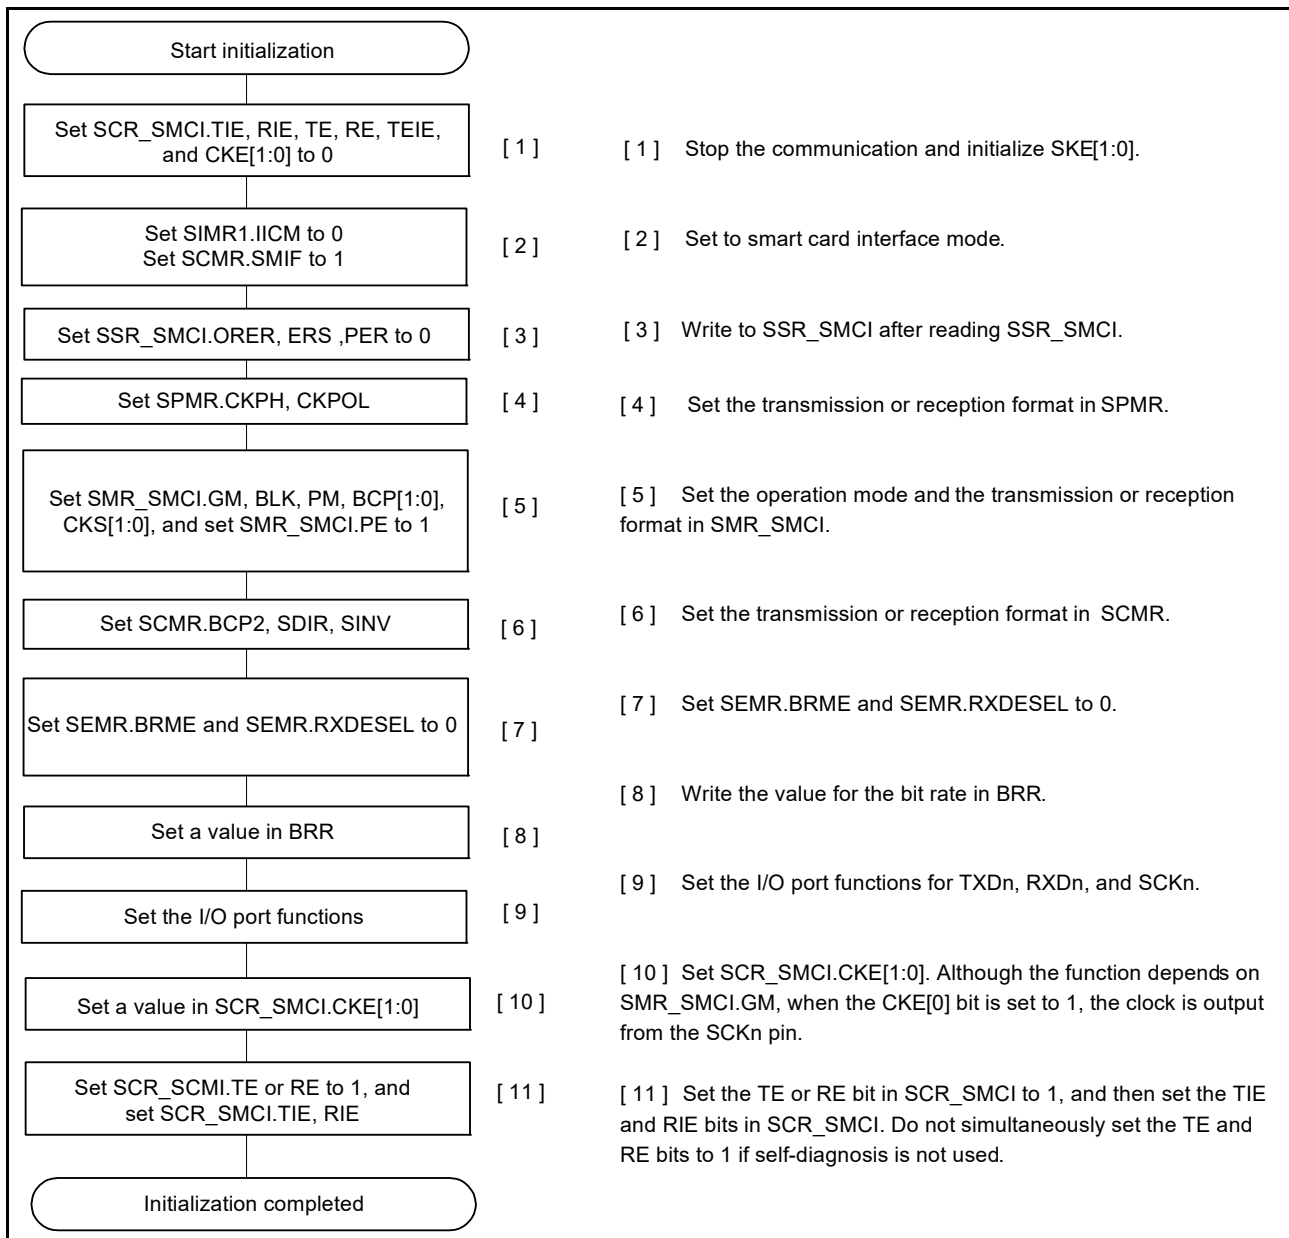 Start initialization
Set SCR_SMCI.TIE, RIE, TE, RE, TEIE,
and CKE[1:0] to 0
[ 1 ]
[ 1 ] Stop the communication and initialize SKE[1:0].
Set SIMR1.IICM to 0
Set SCMR.SMIF to 1
[ 2 ]
[ 2 ] Set to smart card interface mode.
Set SSR_SMCI.ORER, ERS ,PER to 0
[ 3 ]
[ 3 ] Write to SSR_SMCI after reading SSR_SMCI.
Set SPMR.CKPH, CKPOL
[ 4 ]
[ 4 ] Set the transmission or reception format in SPMR.
Set SMR_SMCI.GM, BLK, PM, BCP[1:0],
CKS[1:0], and set SMR_SMCI.PE to 1
[ 5 ]
[ 5 ] Set the operation mode and the transmission or reception
format in SMR_SMCI.
Set SCMR.BCP2, SDIR, SINV
[ 6 ]
[ 6 ] Set the transmission or reception format in SCMR.
Set SEMR.BRME and SEMR.RXDESEL to 0
[ 7 ]
[ 7 ] Set SEMR.BRME and SEMR.RXDESEL to 0.
Set a value in BRR
[ 8 ]
[ 8 ] Write the value for the bit rate in BRR.
Set the I/O port functions
[ 9 ]
[ 9 ] Set the I/O port functions for TXDn, RXDn, and SCKn.
Set a value in SCR_SMCI.CKE[1:0]
[ 10 ]
[ 10 ] Set SCR_SMCI.CKE[1:0]. Although the function depends on
SMR_SMCI.GM, when the CKE[0] bit is set to 1, the clock is output
from the SCKn pin.
Set SCR_SCMI.TE or RE to 1, and
set SCR_SMCI.TIE, RIE
[ 11 ]
[ 11 ] Set the TE or RE bit in SCR_SMCI to 1, and then set the TIE
and RIE bits in SCR_SMCI. Do not simultaneously set the TE and
RE bits to 1 if self-diagnosis is not used.
Initialization completed